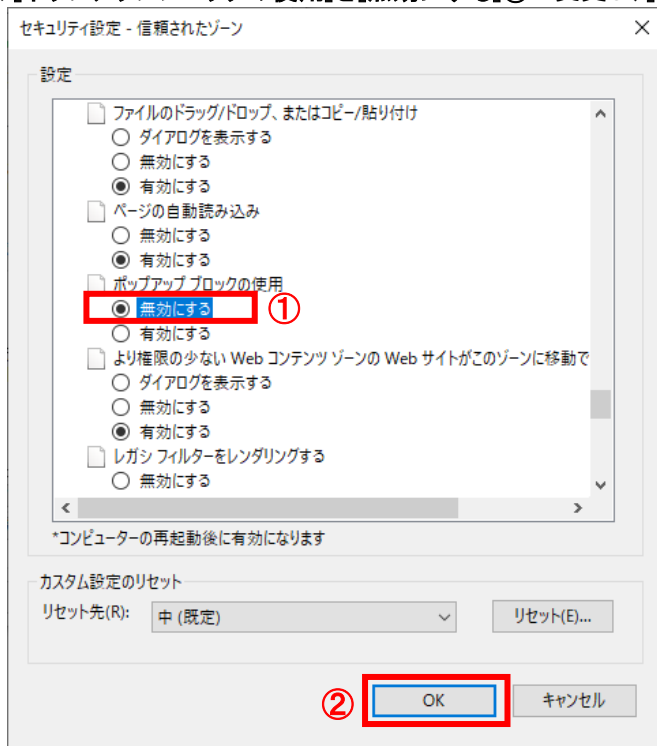 セキュリティ設定 - 信頼されたゾーン
設定
ファイルのドラッグ/ドロップ、またはコピー/貼り付け
ダイアログを表示する
無効にする
有効にする
ページの自動読み込み
無効にする
有効にする
ポップアップ ブロックの使用
無効にする ①
有効にする
より権限の少ない Web コンテンツ ゾーンの Web サイトがこのゾーンに移動で
ダイアログを表示する
無効にする
有効にする
レガシ フィルターをレンダリングする
無効にする
*コンピューターの再起動後に有効になります
カスタム設定のリセット
リセット先(R): 中 (既定) リセット(E)...
② OK キャンセル